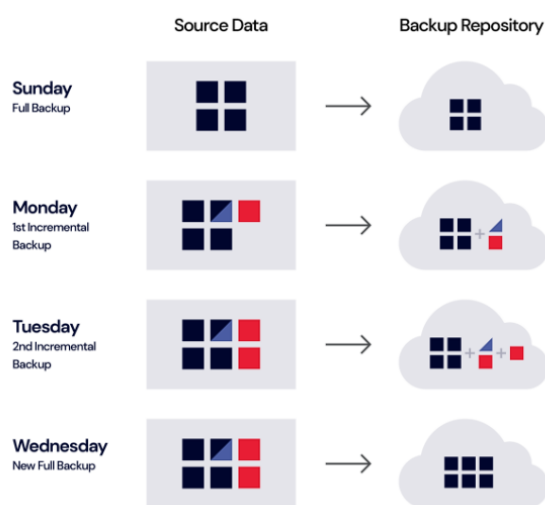 Source Data
Backup Repository
Sunday
Full Backup
Monday
1st Incremental
Backup
Tuesday
2nd Incremental
Backup
Wednesday
New Full Backup